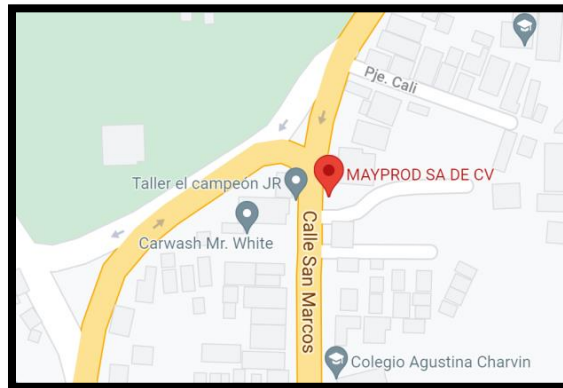 Pje. Cali
MAYPROD SA DE CV
Taller el campeón JR
Carwash Mr. White
Calle San Marcos
Colegio Agustina Charvin